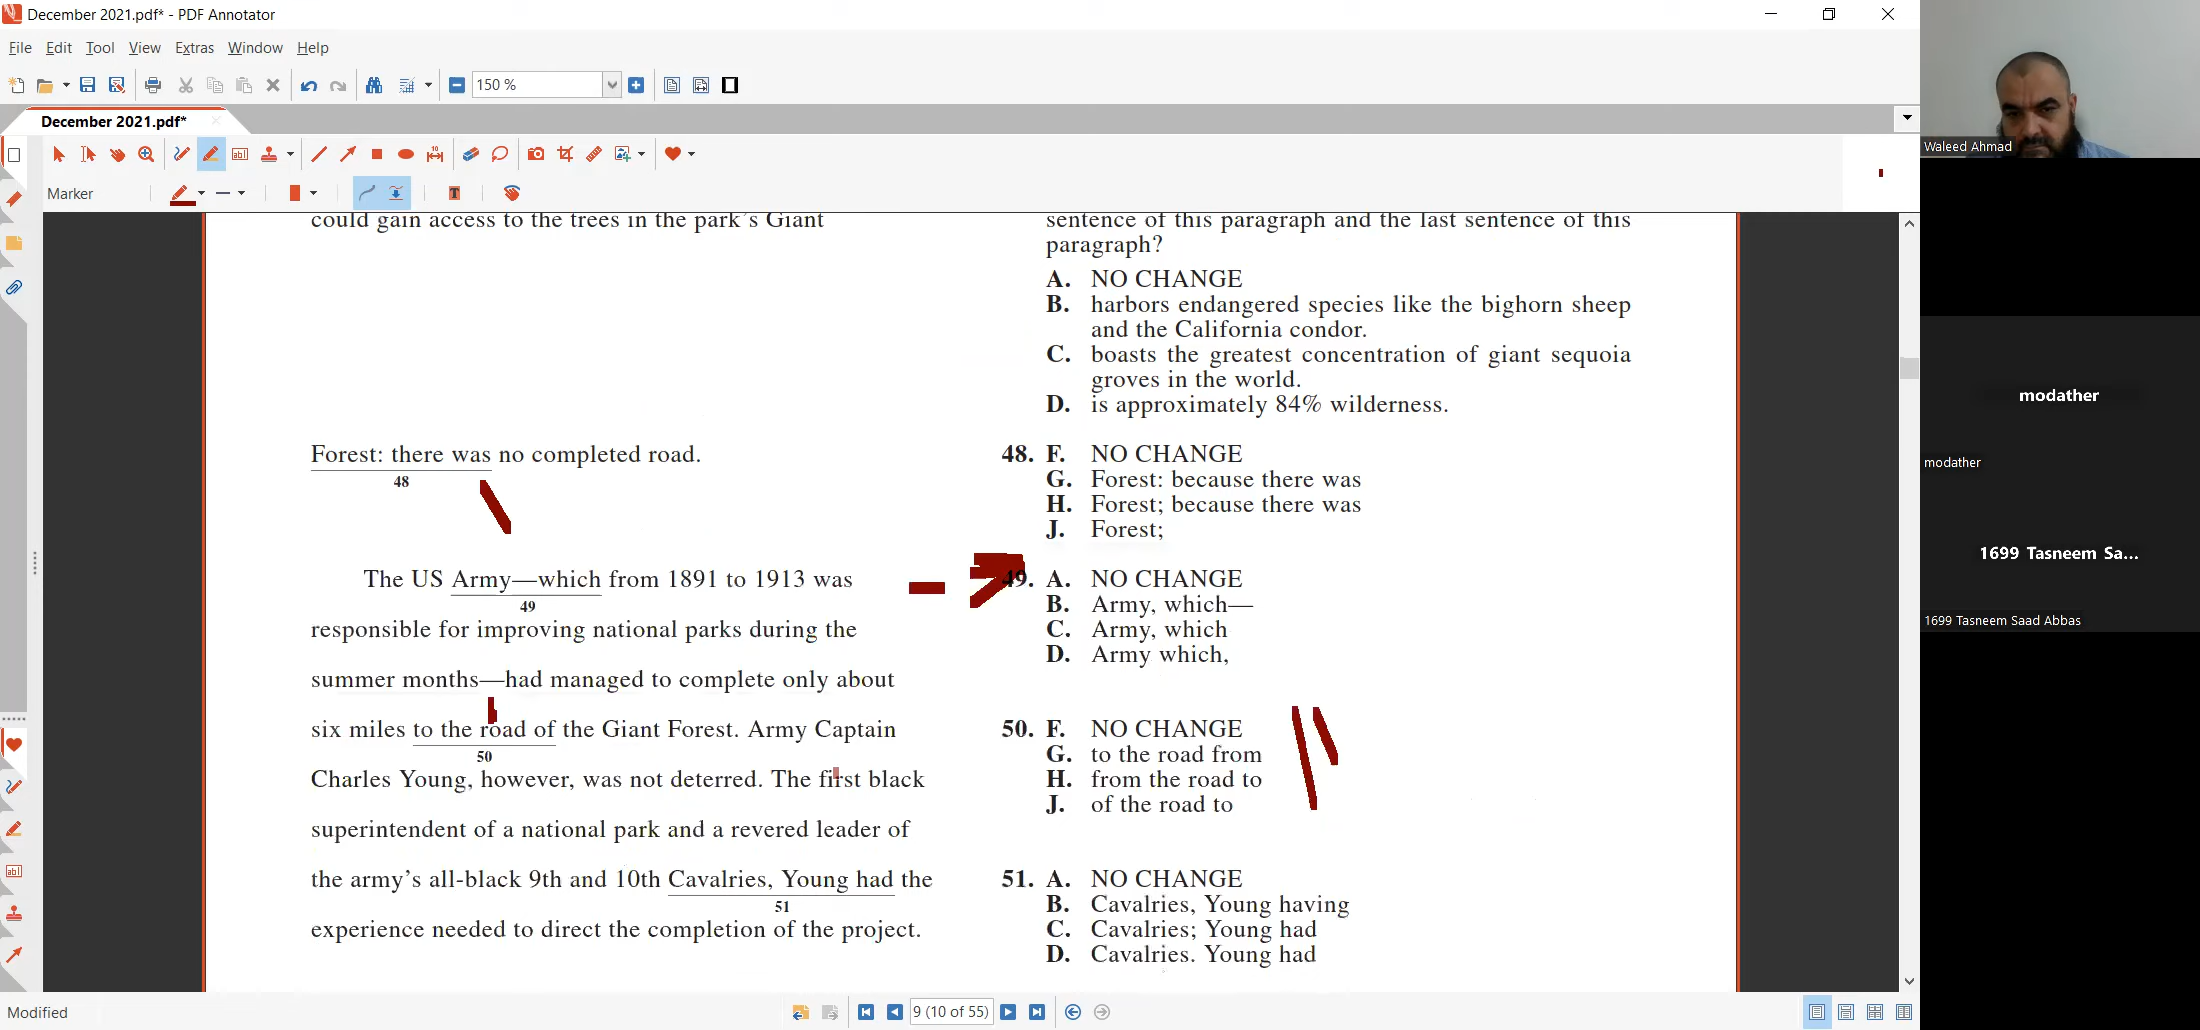 December 2021.pdf* - PDF Annotator
File Edit Tool View Extras Window Help
150 %
December 2021.pdf*
Marker
could gain access to the trees in the park's Giant
Forest: there was no completed road.
48
The US Army—which from 1891 to 1913 was
49
responsible for improving national parks during the
summer months—had managed to complete only about
six miles to the road of the Giant Forest. Army Captain
50
Charles Young, however, was not deterred. The first black
superintendent of a national park and a revered leader of
the army's all-black 9th and 10th Cavalries, Young had the
51
experience needed to direct the completion of the project.
sentence of this paragraph and the last sentence of this
paragraph?
A. NO CHANGE
B. harbors endangered species like the bighorn sheep
and the California condor.
C. boasts the greatest concentration of giant sequoia
groves in the world.
D. is approximately 84% wilderness.
48. F. NO CHANGE
G. Forest: because there was
H. Forest; because there was
J. Forest;
49. A. NO CHANGE
B. Army, which—
C. Army, which
D. Army which,
50. F. NO CHANGE
G. to the road from
H. from the road to
J. of the road to
51. A. NO CHANGE
B. Cavalries, Young having
C. Cavalries; Young had
D. Cavalries. Young had
Modified
9 (10 of 55)
Waleed Ahmad
modather
modather
1699 Tasneem Sa...
1699 Tasneem Saad Abbas